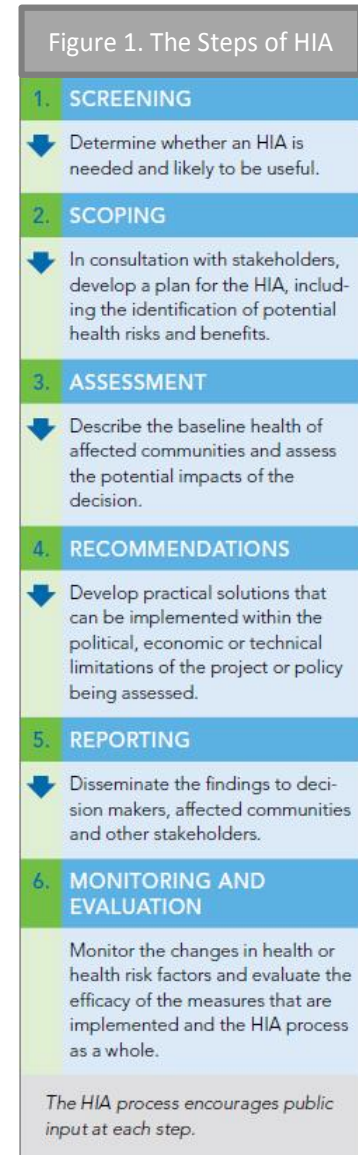 Figure 1. The Steps of HIA
1. SCREENING
Determine whether an HIA is
needed and likely to be useful.
2. SCOPING
In consultation with stakeholders,
develop a plan for the HIA, includ-
ing the identification of potential
health risks and benefits.
3. ASSESSMENT
Describe the baseline health of
affected communities and assess
the potential impacts of the
decision.
4. RECOMMENDATIONS
Develop practical solutions that
can be implemented within the
political, economic or technical
limitations of the project or policy
being assessed.
5. REPORTING
Disseminate the findings to deci-
sion makers, affected communities
and other stakeholders.
6. MONITORING AND
EVALUATION
Monitor the changes in health or
health risk factors and evaluate the
efficacy of the measures that are
implemented and the HIA process
as a whole.
The HIA process encourages public
input at each step.